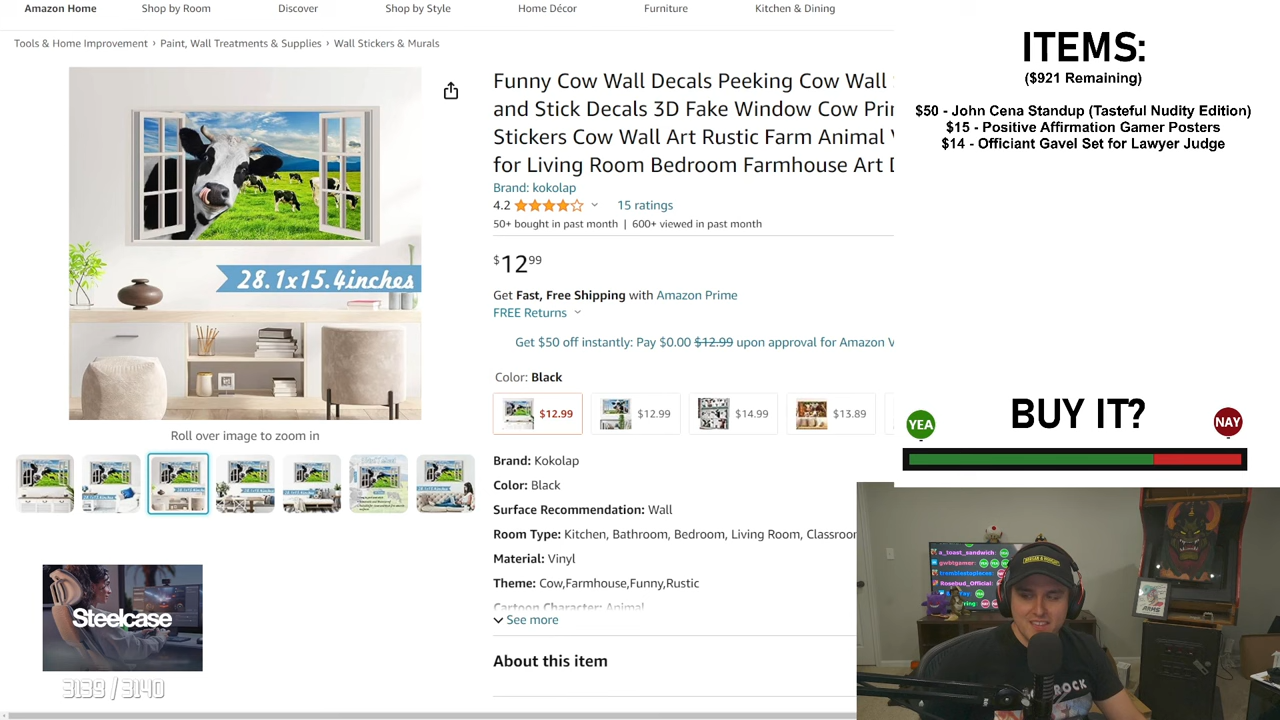 Amazon Home
Shop by Room
Discover
Shop by Style
Home Décor
Furniture
Kitchen & Dining
Tools & Home Improvement › Paint, Wall Treatments & Supplies › Wall Stickers & Murals
28.1x15.4inches
Roll over image to zoom in
Funny Cow Wall Decals Peeking Cow Wall
and Stick Decals 3D Fake Window Cow Prin
Stickers Cow Wall Art Rustic Farm Animal
for Living Room Bedroom Farmhouse Art
Brand: kokolap
4.2
15 ratings
50+ bought in past month | 600+ viewed in past month
$12 99
Get Fast, Free Shipping with Amazon Prime
FREE Returns
Get $50 off instantly: Pay $0.00 $12.99 upon approval for Amazon V
Color: Black
$12.99
$12.99
$14.99
$13.89
Brand: Kokolap
Color: Black
Surface Recommendation: Wall
Room Type: Kitchen, Bathroom, Bedroom, Living Room, Classroom
Material: Vinyl
Theme: Cow,Farmhouse,Funny,Rustic
Cartoon Character: Animal
See more
About this item
Steelcase
3139 / 3140
ITEMS:
($921 Remaining)
$50 - John Cena Standup (Tasteful Nudity Edition)
$15 - Positive Affirmation Gamer Posters
$14 - Officiant Gavel Set for Lawyer Judge
BUY IT?
YEA
NAY
a_toast_sandwich:
gwbtgamer:
Rosebud_Official: